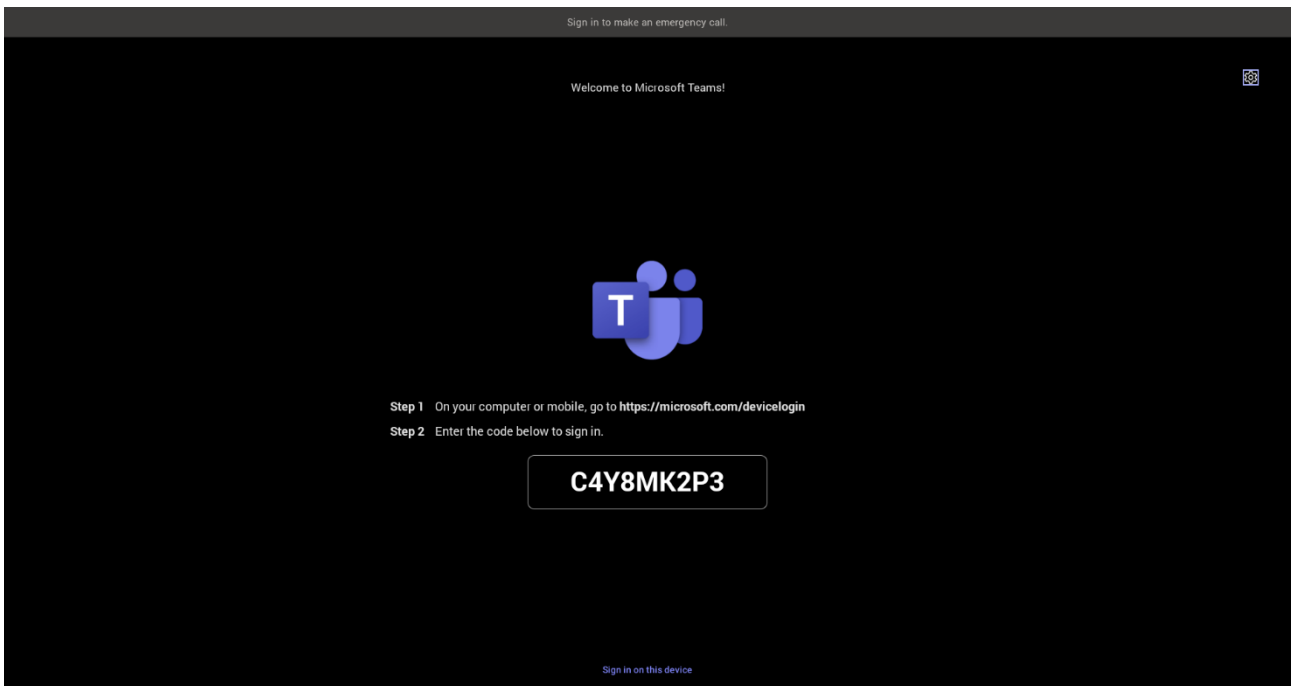 Sign in to make an emergency call.
Welcome to Microsoft Teams!
T
Step 1 On your computer or mobile, go to https://microsoft.com/devicelogin
Step 2 Enter the code below to sign in.
C4Y8MK2P3
Sign in on this device